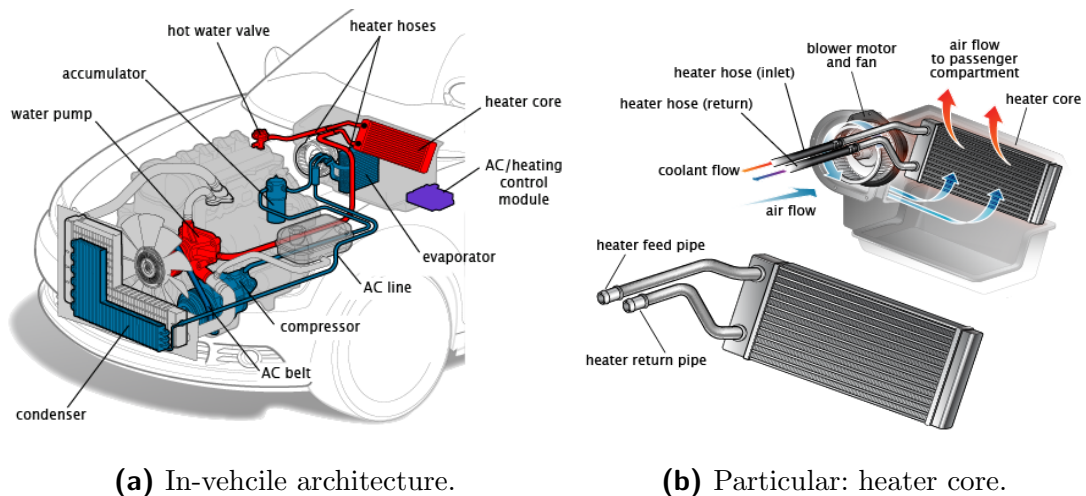 hot water valve
heater hoses
accumulator
water pump
heater core
AC/heating
control
module
evaporator
AC line
compressor
AC belt
condenser
blower motor
and fan
air flow
to passenger
compartment
heater hose (inlet)
heater hose (return)
heater core
coolant flow
air flow
heater feed pipe
heater return pipe
(a) In-vehcile architecture.
(b) Particular: heater core.